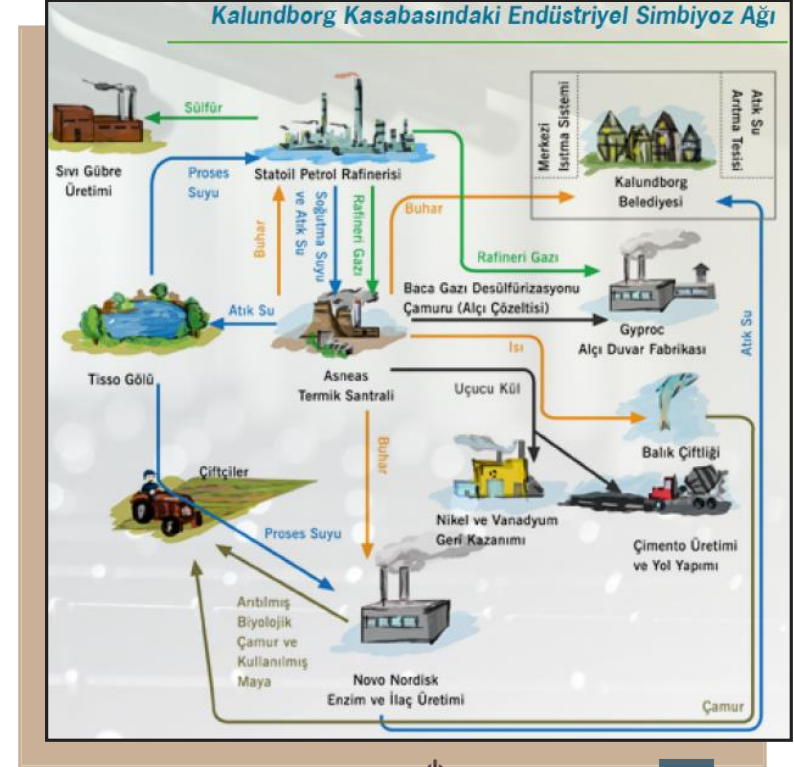 Kalundborg Kasabasındaki Endüstriyel Simbiyoz Ağı
Sülfür
Sıvı Gübre
Üretimi
Proses
Suyu
Statoil Petrol Rafinerisi
Merkezi
Isıtma Sistemi
Atık Su
Arıtma Tesisi
Kalundborg
Belediyesi
Buhar
Soğutma Suyu
ve Atık Su
Rafineri Gazı
Buhar
Rafineri Gazı
Baca Gazı Desülfürizasyonu
Çamuru (Alçı Çözeltisi)
Gyproc
Alçı Duvar Fabrikası
Atık Su
Atık Su
Tisso Gölü
Asneas
Termik Santrali
Isı
Uçucu Kül
Balık Çiftliği
Buhar
Çiftçiler
Nikel ve Vanadyum
Geri Kazanımı
Çimento Üretimi
ve Yol Yapımı
Proses Suyu
Arıbılmış
Biyolojik
Çamur ve
Kullanılmış
Maya
Novo Nordisk
Enzim ve İlaç Üretimi
Çamur